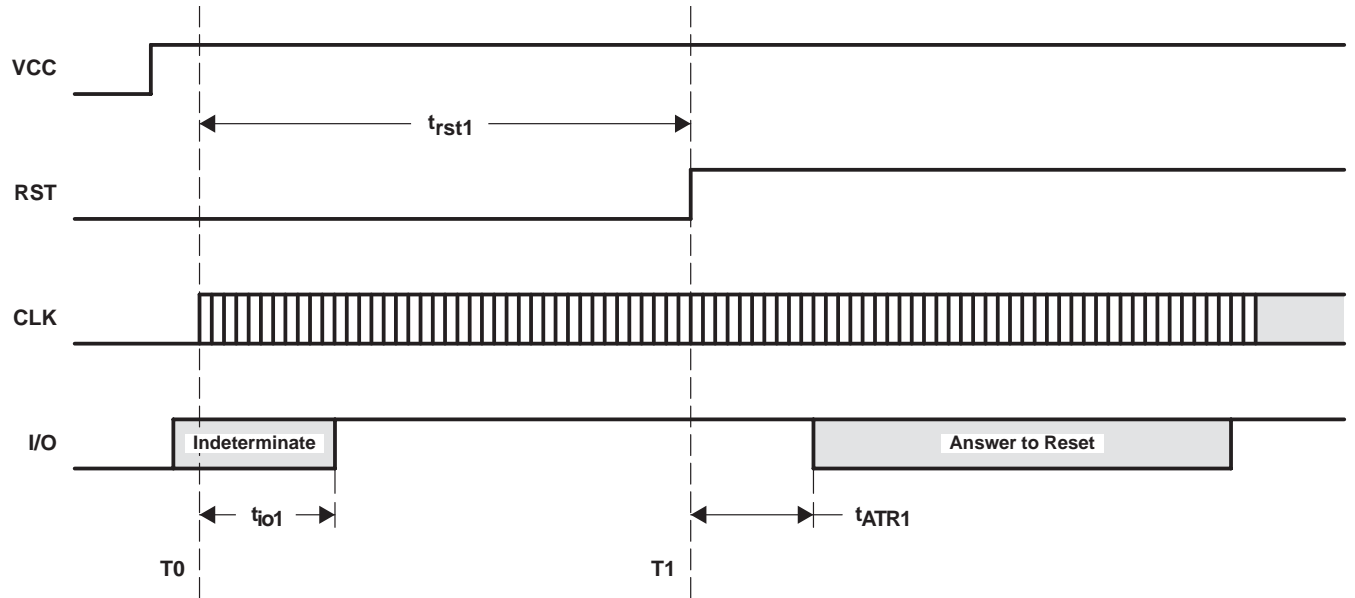 VCC
trst1
RST
CLK
I/O
Indeterminate
Answer to Reset
tio1
tATR1
T0
T1